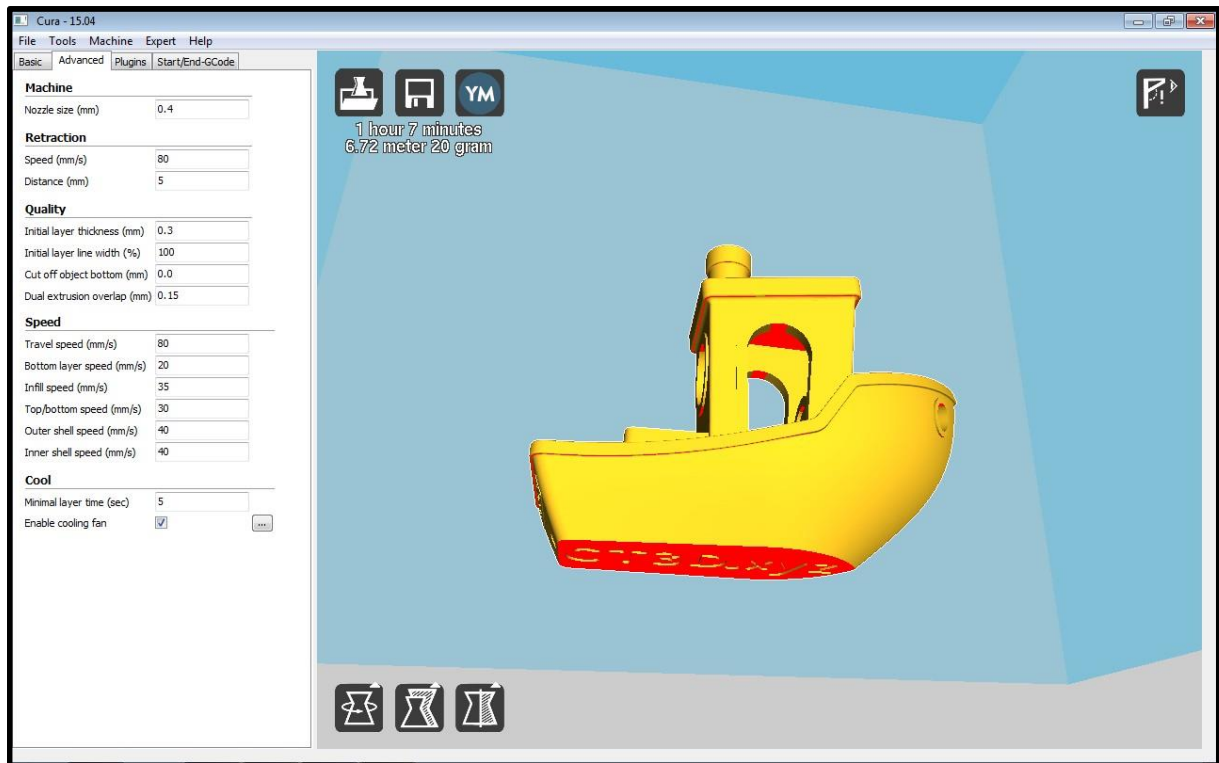 Cura - 15.04
File Tools Machine Expert Help
Basic Advanced Plugins Start/End-GCode
Machine
Nozzle size (mm) 0.4
Retraction
Speed (mm/s) 80
Distance (mm) 5
Quality
Initial layer thickness (mm) 0.3
Initial layer line width (%) 100
Cut off object bottom (mm) 0.0
Dual extrusion overlap (mm) 0.15
Speed
Travel speed (mm/s) 80
Bottom layer speed (mm/s) 20
Infill speed (mm/s) 35
Top/bottom speed (mm/s) 30
Outer shell speed (mm/s) 40
Inner shell speed (mm/s) 40
Cool
Minimal layer time (sec) 5
Enable cooling fan ...
YM
1 hour 7 minutes
6.72 meter 20 gram
CT3D.xyz